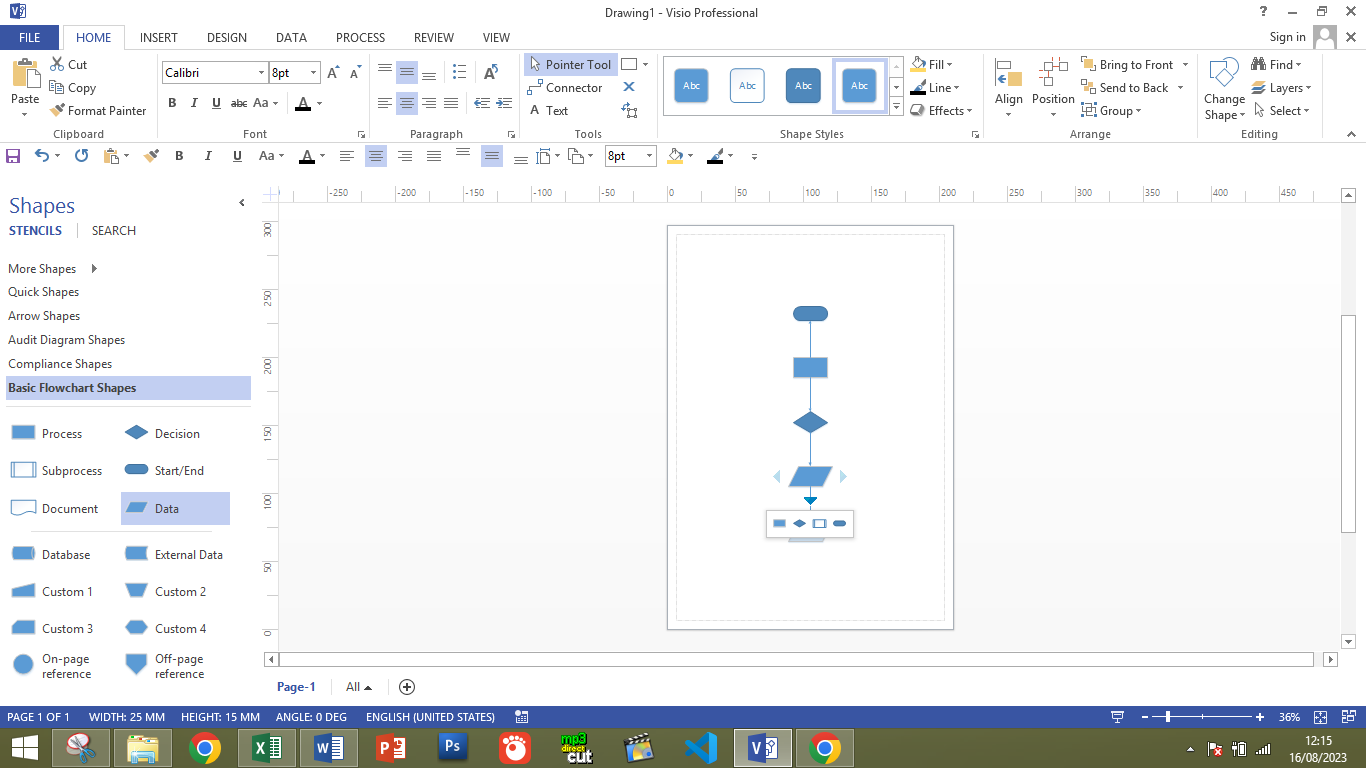 Drawing1 - Visio Professional
FILE HOME INSERT DESIGN DATA PROCESS REVIEW VIEW Sign in
Paste Cut Copy Format Painter Clipboard
Calibri 8pt B I U abc Aa A Font
Paragraph
Pointer Tool Connector A Text Tools
Abc Abc Abc Abc Shape Styles
Fill Line Effects
Align Position Bring to Front Send to Back Group Arrange
Change Shape Find Layers Select Editing
B I U Aa A 8pt
Shapes
STENCILS SEARCH
More Shapes
Quick Shapes
Arrow Shapes
Audit Diagram Shapes
Compliance Shapes
Basic Flowchart Shapes
Process Decision
Subprocess Start/End
Document Data
Database External Data
Custom 1 Custom 2
Custom 3 Custom 4
On-page reference Off-page reference
-250 -200 -150 -100 -50 0 50 100 150 200 250 300 350 400 450
300
250
200
150
100
50
0
Page-1 All
PAGE 1 OF 1 WIDTH: 25 MM HEIGHT: 15 MM ANGLE: 0 DEG ENGLISH (UNITED STATES) 36%
Ps mp3 direct cut
12:15
16/08/2023